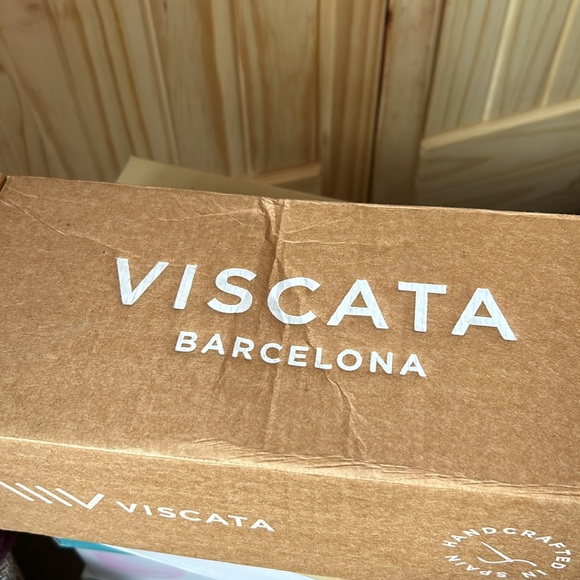 VISCATA
BARCELONA
VISCATA
HANDCRAFTED IN SPAIN